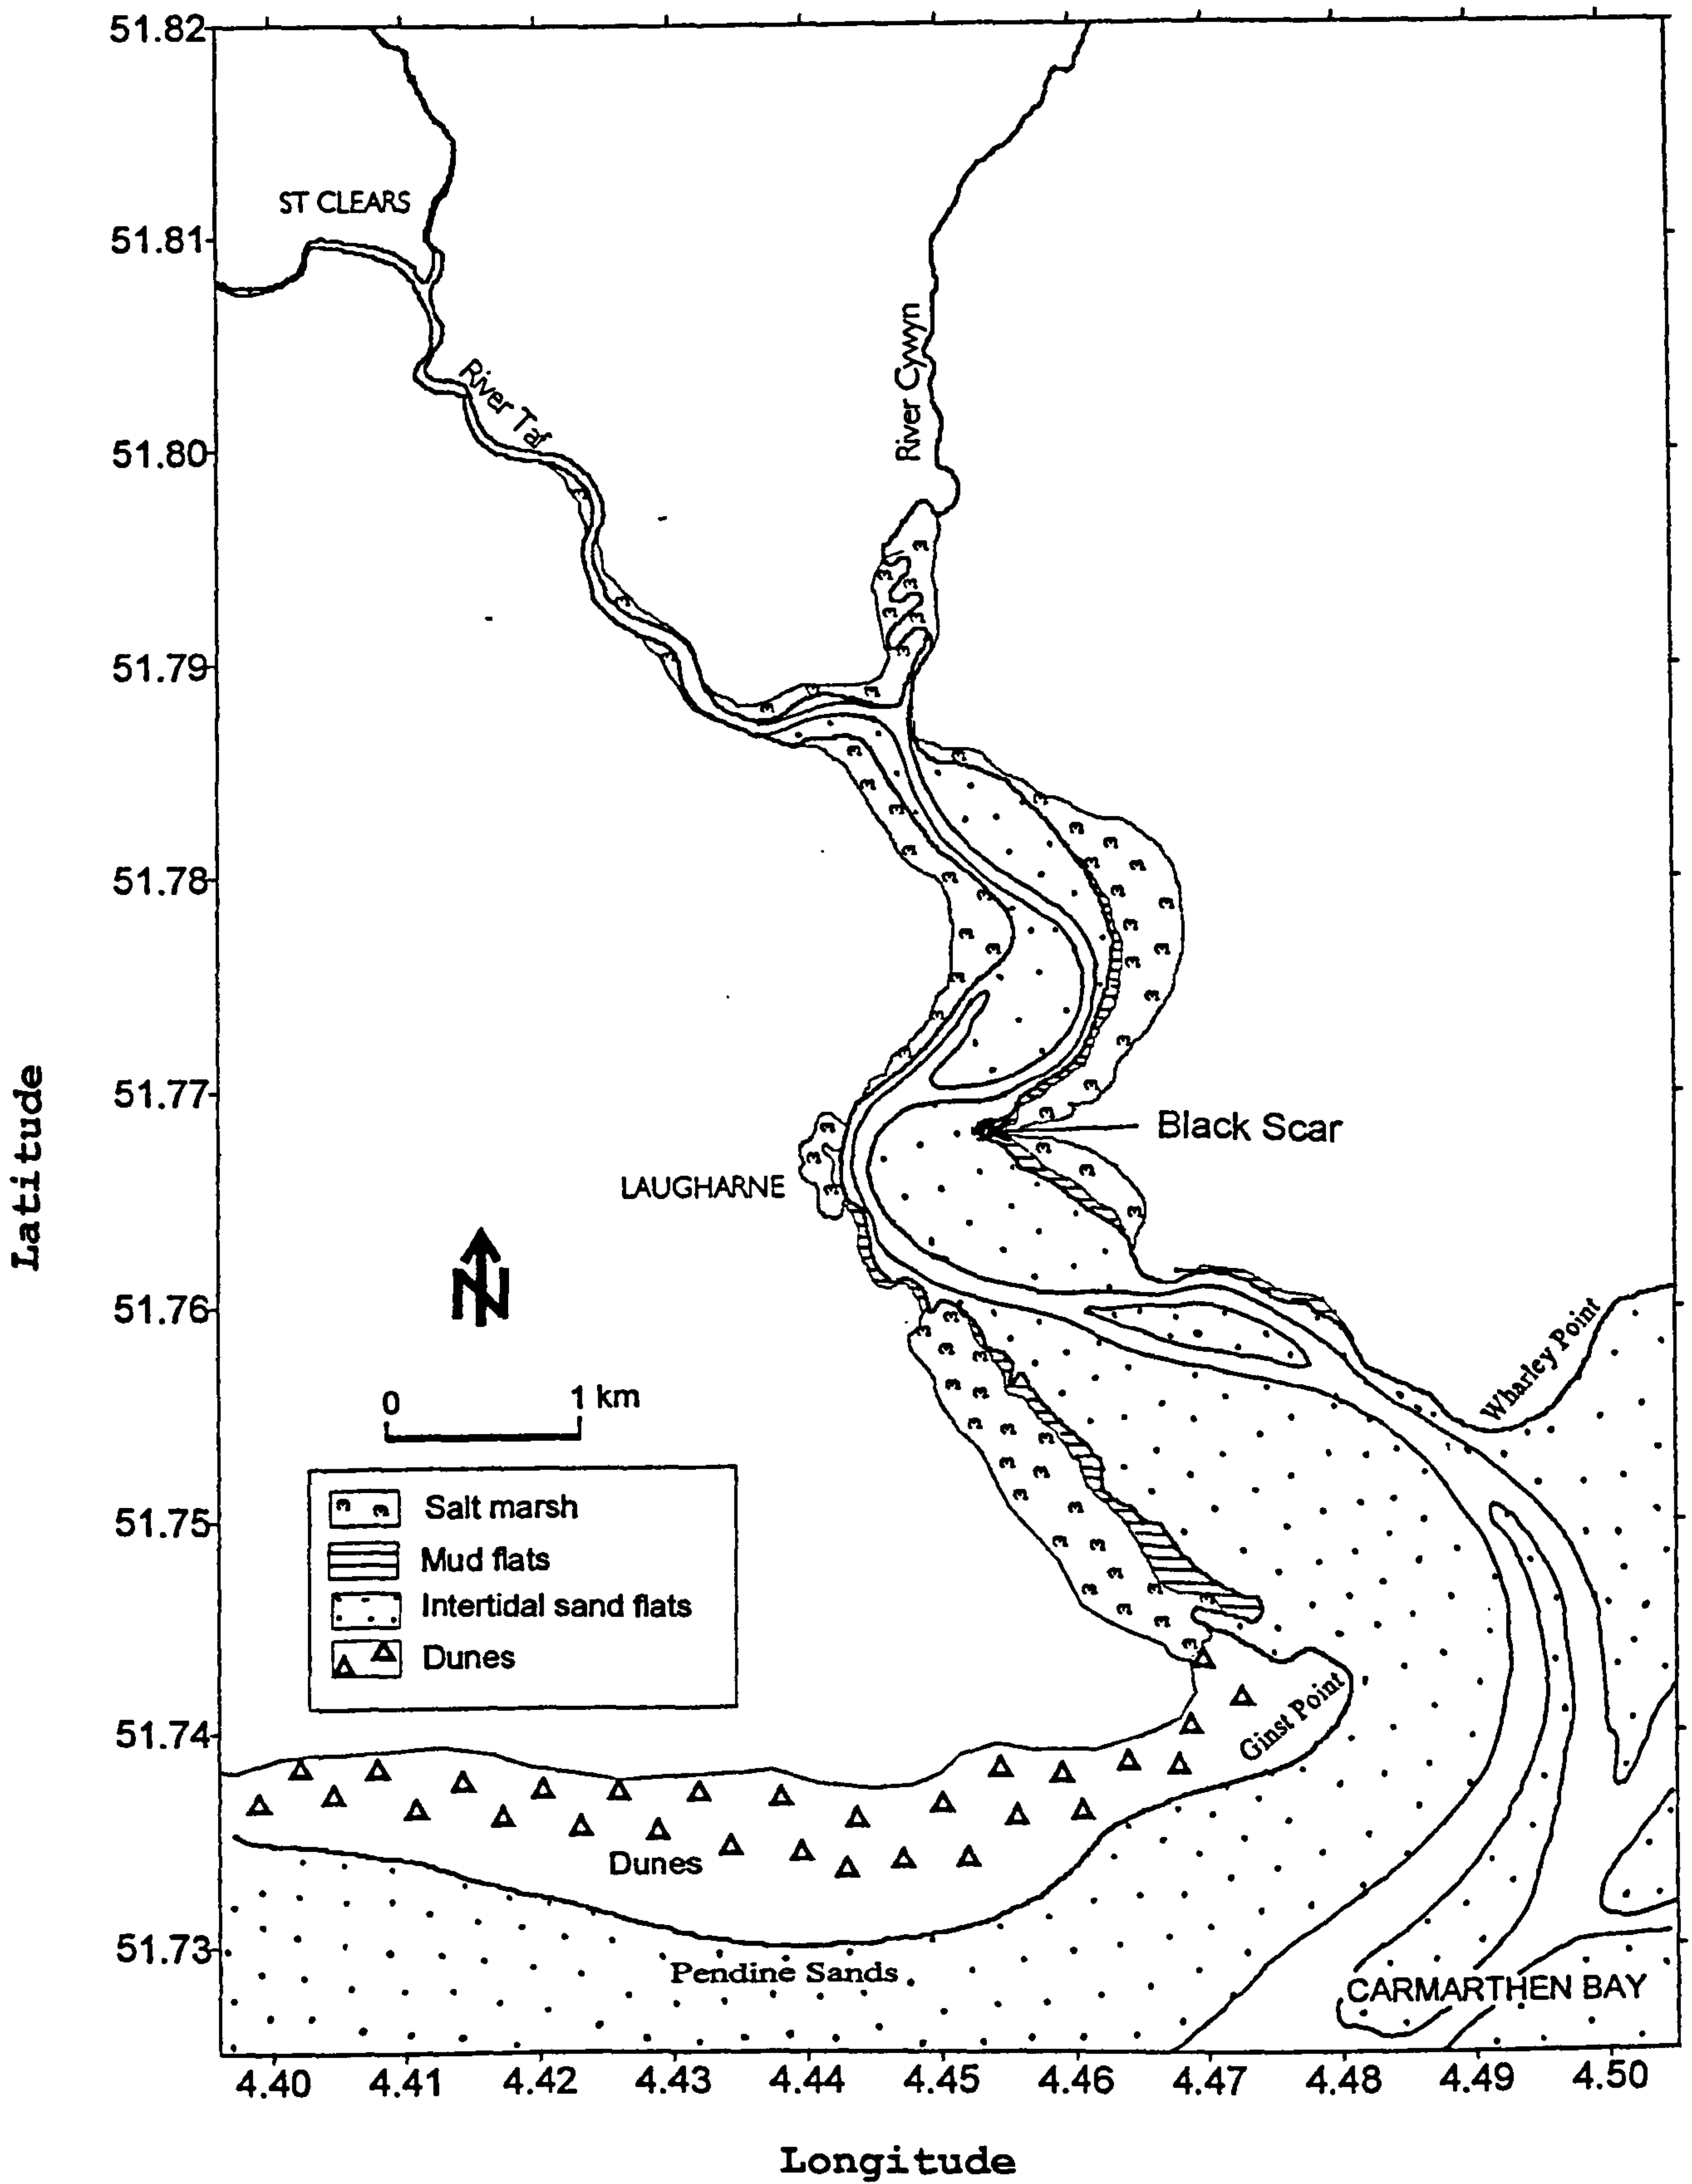 51.82
ST CLEARS
51.81
River Taf
River Cywyn
51.80
51.79
51.78
51.77
Black Scar
LAUGHARNE
Latitude
N
51.76
Wharley Point
0 1 km
Salt marsh
51.75
Mud flats
Intertidal sand flats
Dunes
51.74
Ginst Point
Dunes
51.73
Pendine Sands
CARMARTHEN BAY
4.40 4.41 4.42 4.43 4.44 4.45 4.46 4.47 4.48 4.49 4.50
Longitude